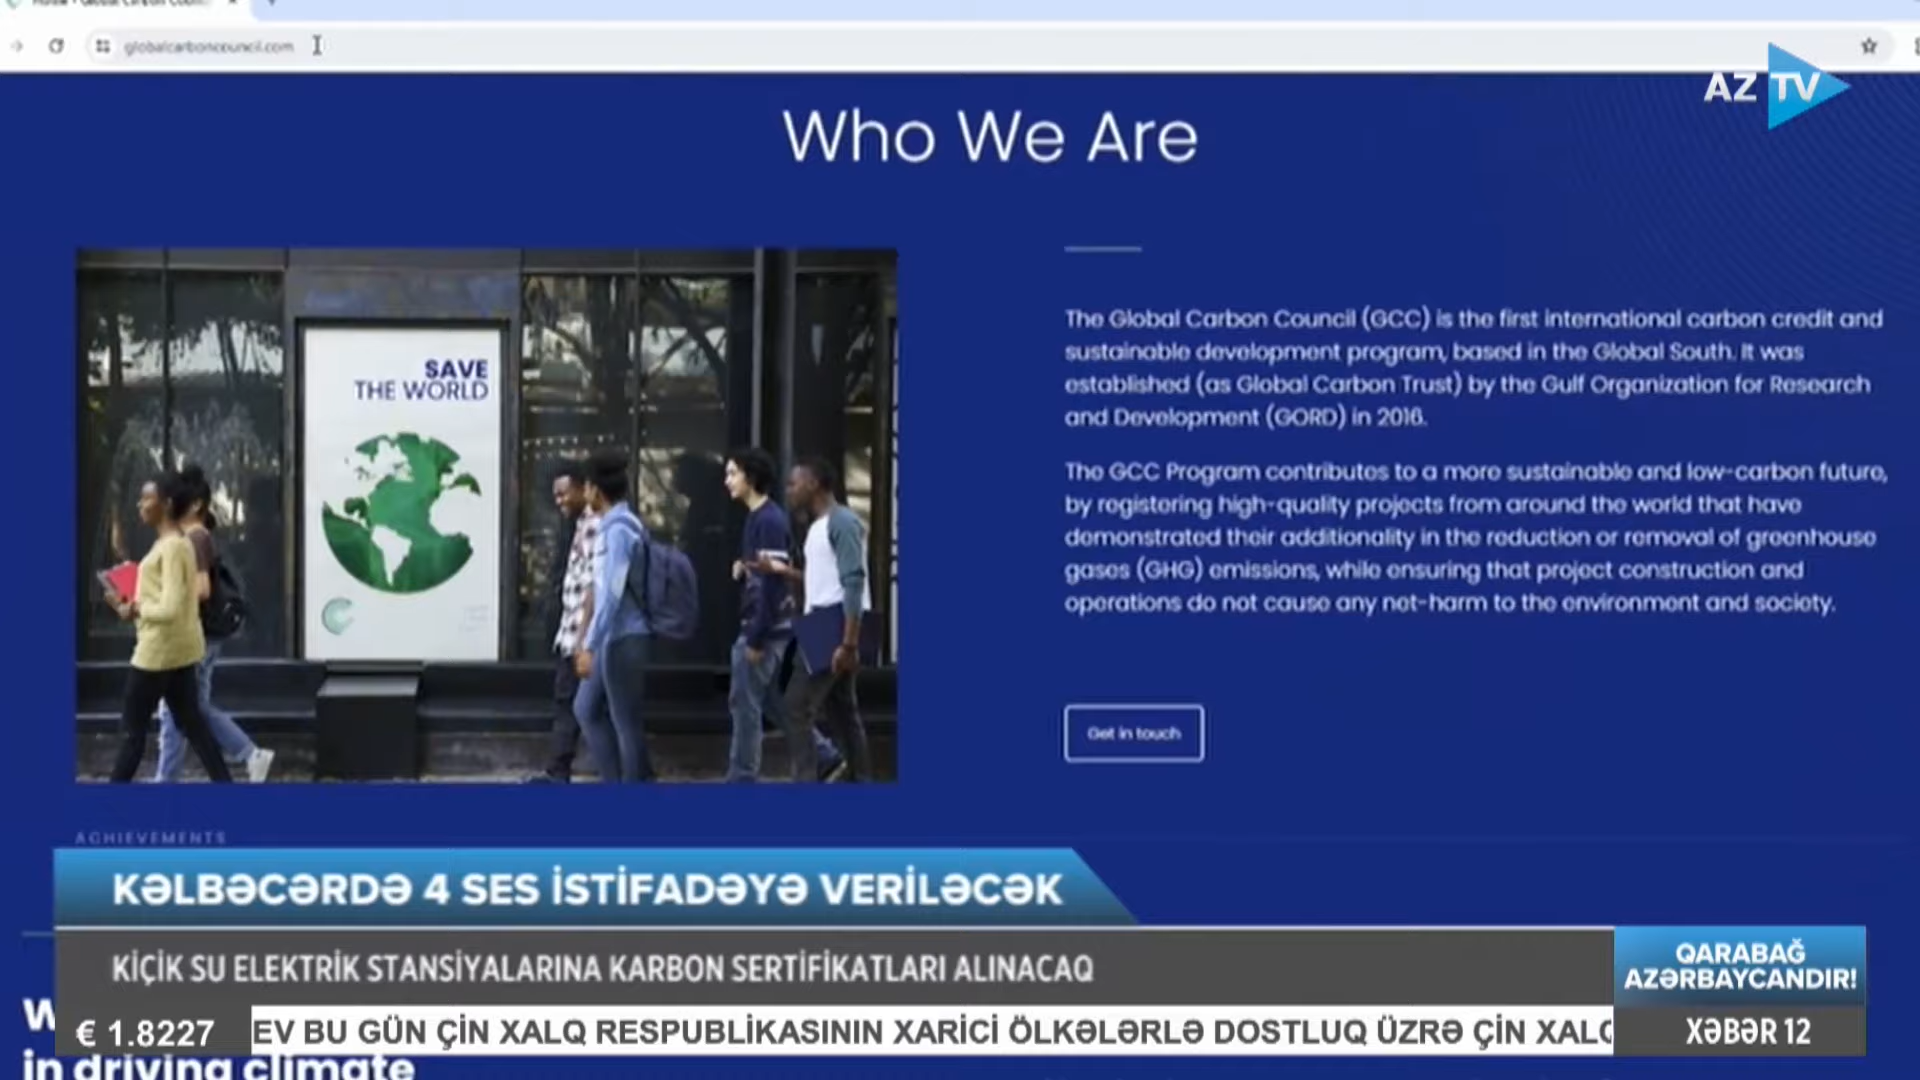 globalcarboncouncil.com
AZ TV
Who We Are
SAVE
THE WORLD
The Global Carbon Council (GCC) is the first international carbon credit and
sustainable development program, based in the Global South. It was
established (as Global Carbon Trust) by the Gulf Organization for Research
and Development (GORD) in 2016.
The GCC Program contributes to a more sustainable and low-carbon future,
by registering high-quality projects from around the world that have
demonstrated their additionality in the reduction or removal of greenhouse
gases (GHG) emissions, while ensuring that project construction and
operations do not cause any net-harm to the environment and society.
Get in touch
ACHIEVEMENTS
KƏLBƏCƏRDƏ 4 SES İSTİFADƏYƏ VERİLƏCƏK
KİÇİK SU ELEKTRİK STANSİYALARINA KARBON SERTİFİKATLARI ALINACAQ
QARABAĞ
AZƏRBAYCANDIR!
€ 1.8227
EV BU GÜN ÇİN XALQ RESPUBLİKASININ XARİCİ ÖLKƏLƏRLƏ DOSTLUQ ÜZRƏ ÇİN XALQ
XƏBƏR 12
in driving climate